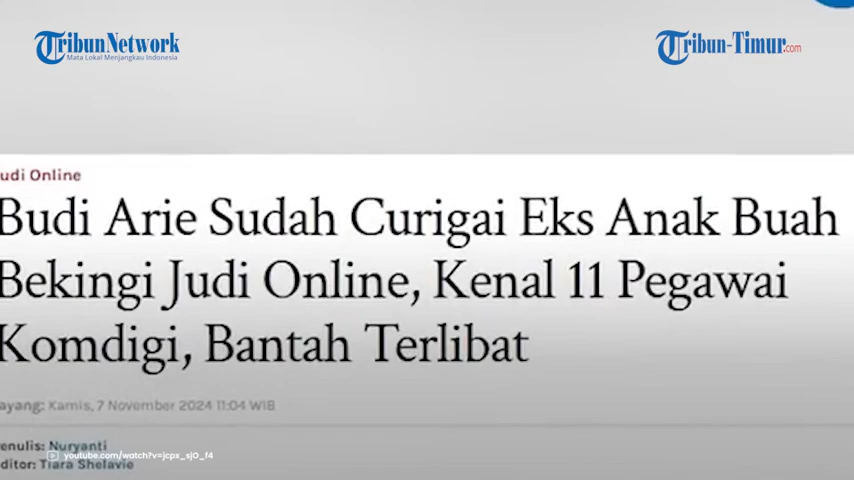 TribunNetwork
Mata Lokal Menjangkau Indonesia
Tribun-Timur.com
udi Online
Budi Arie Sudah Curigai Eks Anak Buah
Bekingi Judi Online, Kenal 11 Pegawai
Komdigi, Bantah Terlibat
ayang: Kamis, 7 November 2024 11:04 WIB
enulis: Nuryanti
youtube.com/watch?v=jcpx_sjO_f4
ditor: Tiara Shelavie